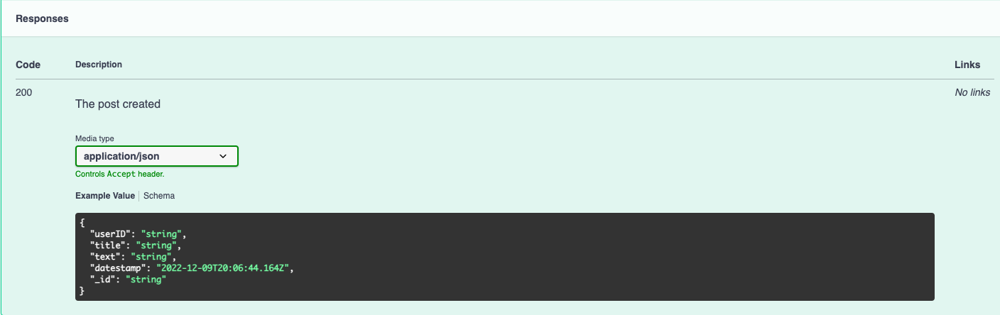 Responses
Code Description Links
200 The post created No links
Media type
application/json
Controls Accept header.
Example Value Schema
{
"userID": "string",
"title": "string",
"text": "string",
"datestamp": "2022-12-09T20:06:44.164Z",
"_id": "string"
}